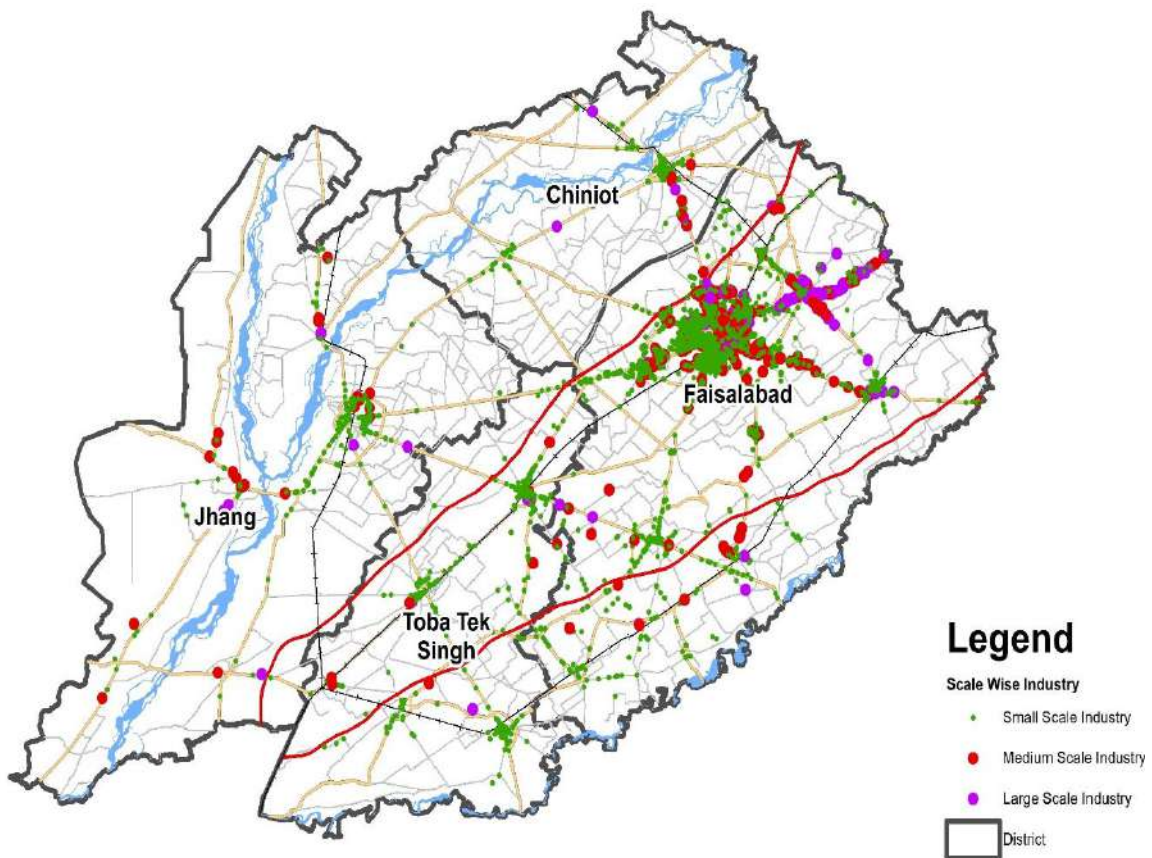 Chiniot
Faisalabad
Jhang
Toba Tek
Singh
Legend
Scale Wise Industry
Small Scale Industry
Medium Scale Industry
Large Scale Industry
District